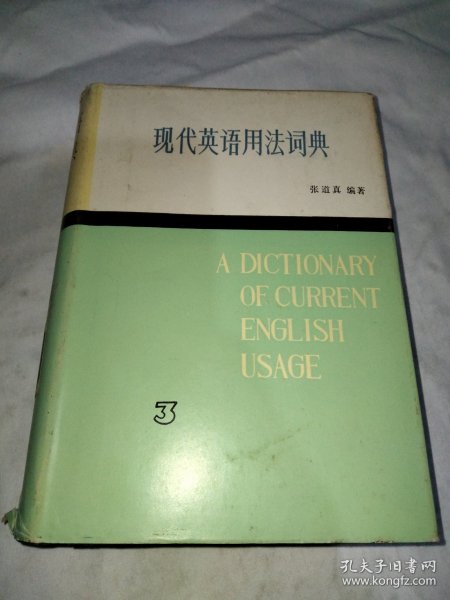 现代英语用法词典
张道真 编著
A DICTIONARY
OF CURRENT
ENGLISH
USAGE
3
孔夫子旧书网
www.kongfz.com